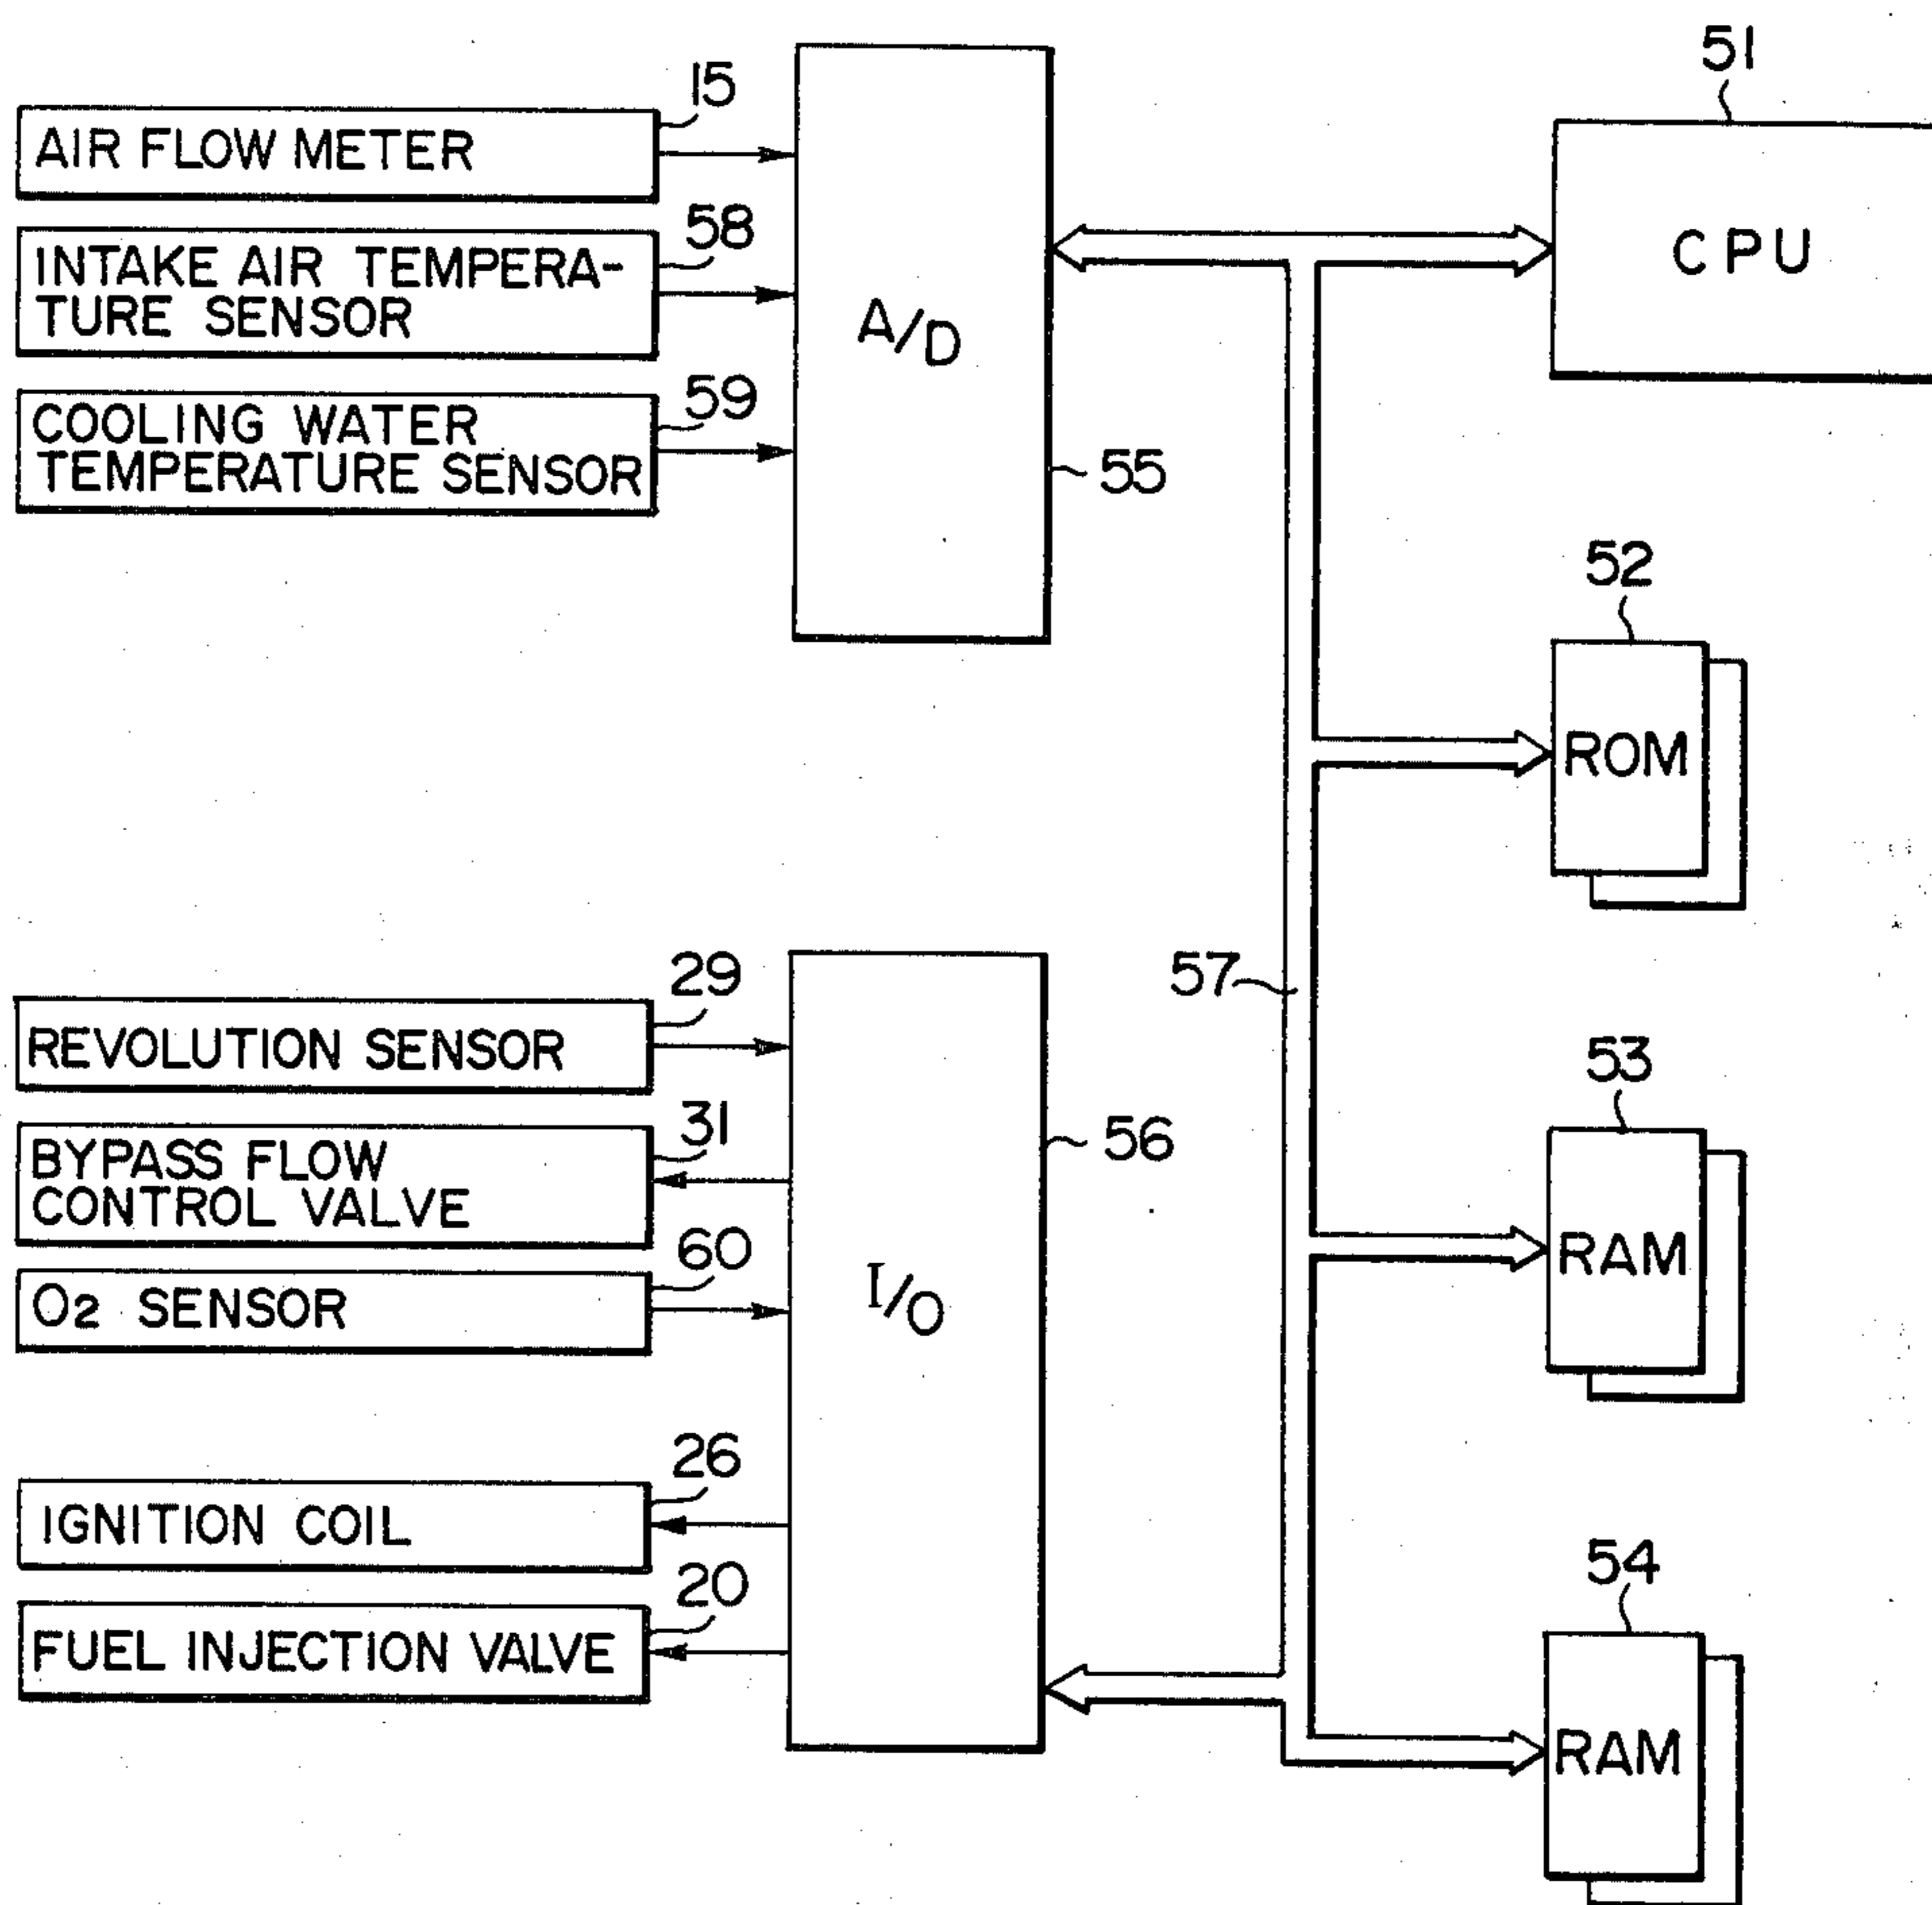 15
AIR FLOW METER
58
INTAKE AIR TEMPERA-
TURE SENSOR
59
COOLING WATER
TEMPERATURE SENSOR
A/D
55
51
CPU
52
ROM
57
29
REVOLUTION SENSOR
31
BYPASS FLOW
CONTROL VALVE
60
O2 SENSOR
I/O
56
53
RAM
26
IGNITION COIL
20
FUEL INJECTION VALVE
54
RAM